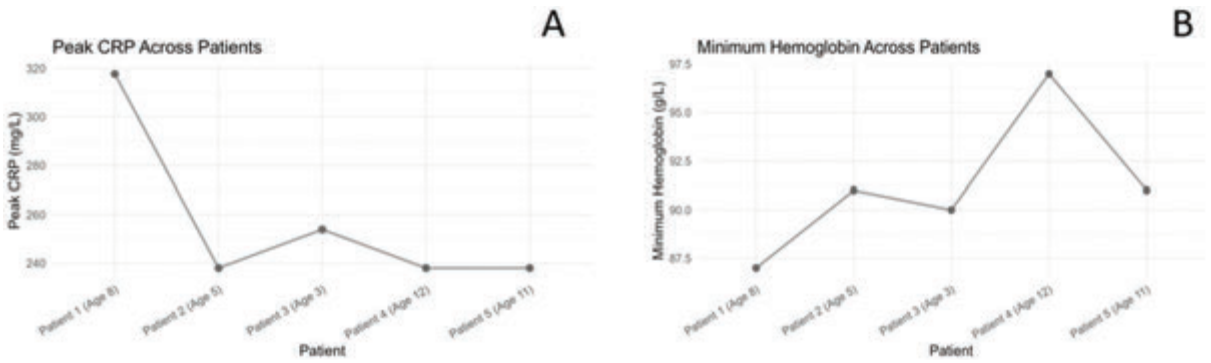 A
Peak CRP Across Patients
Peak CRP (mg/L)
320
300
280
260
240
Patient 1 (Age 8)
Patient 2 (Age 5)
Patient 3 (Age 3)
Patient 4 (Age 12)
Patient 5 (Age 11)
Patient
B
Minimum Hemoglobin Across Patients
Minimum Hemoglobin (g/L)
97.5
95.0
92.5
90.0
87.5
Patient 1 (Age 8)
Patient 2 (Age 5)
Patient 3 (Age 3)
Patient 4 (Age 12)
Patient 5 (Age 11)
Patient